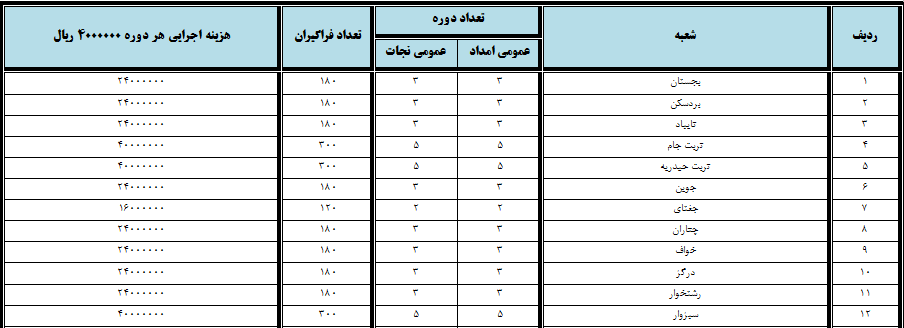 ردیف شعبه تعداد دوره تعداد فراگیران هزینه اجرایی هر دوره ۴۰۰۰۰۰۰ ریال
عمومی امداد عمومی نجات
۱ بجستان ۳ ۳ ۱۸۰ ۲۴۰۰۰۰۰۰
۲ بردسکن ۳ ۳ ۱۸۰ ۲۴۰۰۰۰۰۰
۳ تایباد ۳ ۳ ۱۸۰ ۲۴۰۰۰۰۰۰
۴ تربت جام ۵ ۵ ۳۰۰ ۴۰۰۰۰۰۰۰
۵ تربت حیدریه ۵ ۵ ۳۰۰ ۴۰۰۰۰۰۰۰
۶ جوین ۳ ۳ ۱۸۰ ۲۴۰۰۰۰۰۰
۷ جغتای ۲ ۲ ۱۲۰ ۱۶۰۰۰۰۰۰
۸ چناران ۳ ۳ ۱۸۰ ۲۴۰۰۰۰۰۰
۹ خواف ۳ ۳ ۱۸۰ ۲۴۰۰۰۰۰۰
۱۰ درگز ۳ ۳ ۱۸۰ ۲۴۰۰۰۰۰۰
۱۱ رشتخوار ۳ ۳ ۱۸۰ ۲۴۰۰۰۰۰۰
۱۲ سبزوار ۵ ۵ ۳۰۰ ۴۰۰۰۰۰۰۰